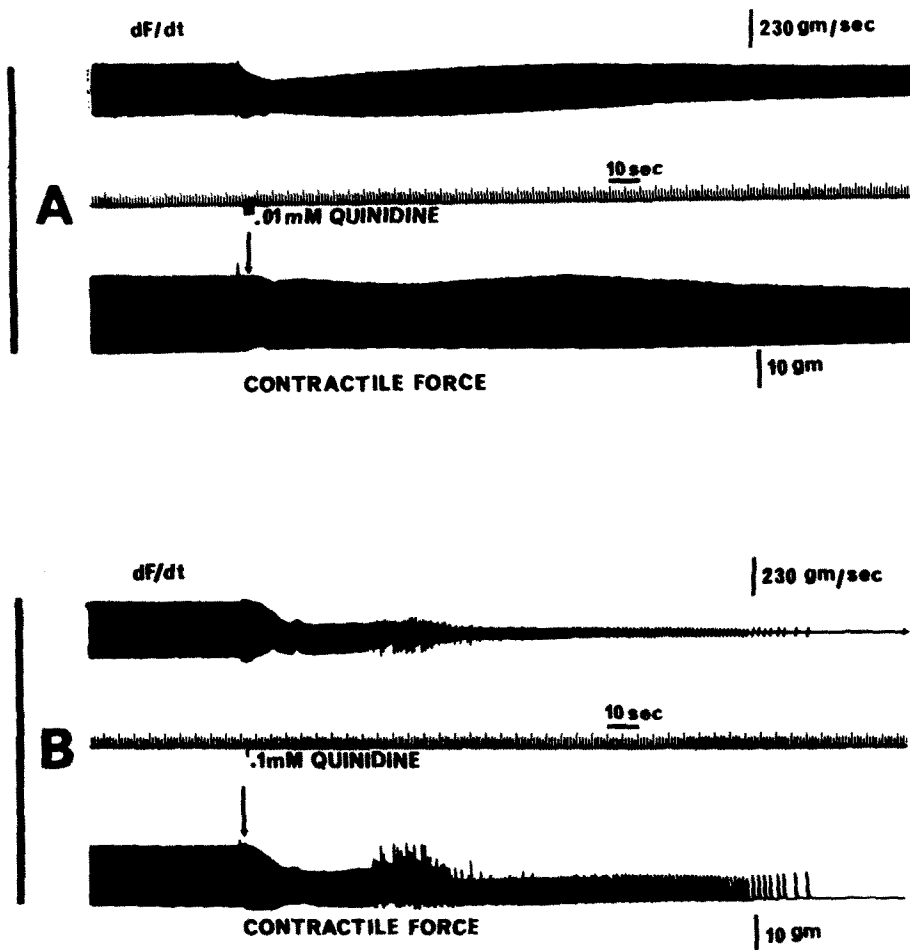 dF/dt
230 gm/sec
10 sec
A
.01 mM QUINIDINE
CONTRACTILE FORCE
10 gm
dF/dt
230 gm/sec
10 sec
B
.1mM QUINIDINE
CONTRACTILE FORCE
10 gm